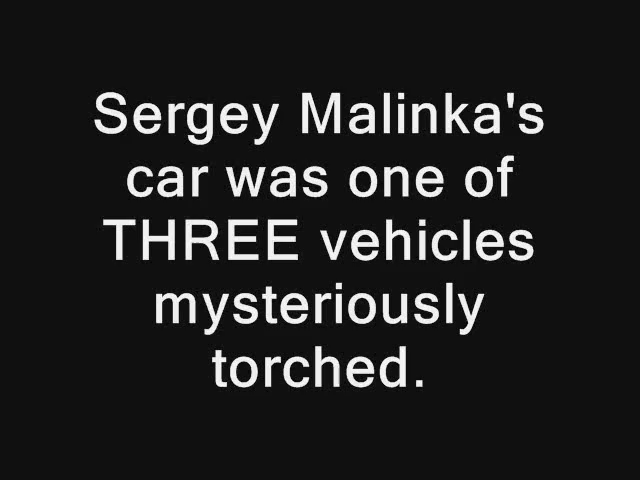 Sergey Malinka's
car was one of
THREE vehicles
mysteriously
torched.